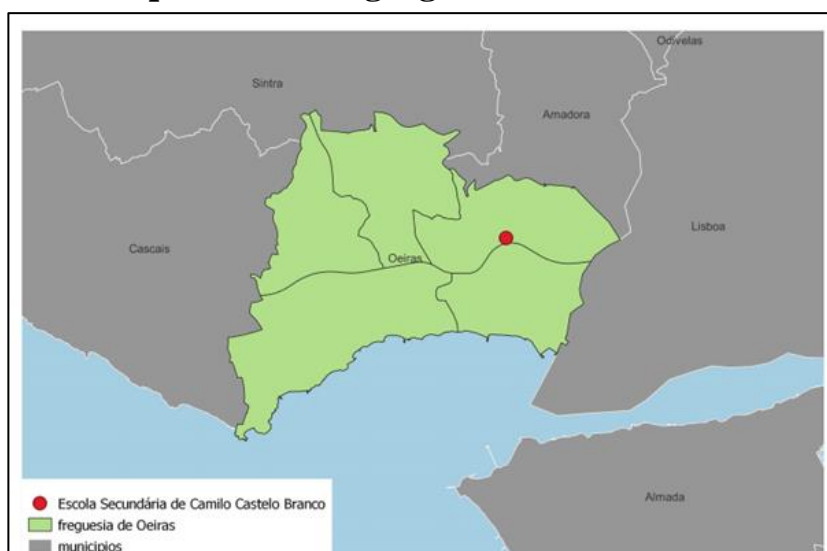 Odivelas
Sintra
Amadora
Lisboa
Cascais
Oeiras
Almada
Escola Secundária de Camilo Castelo Branco
freguesia de Oeiras
municipios